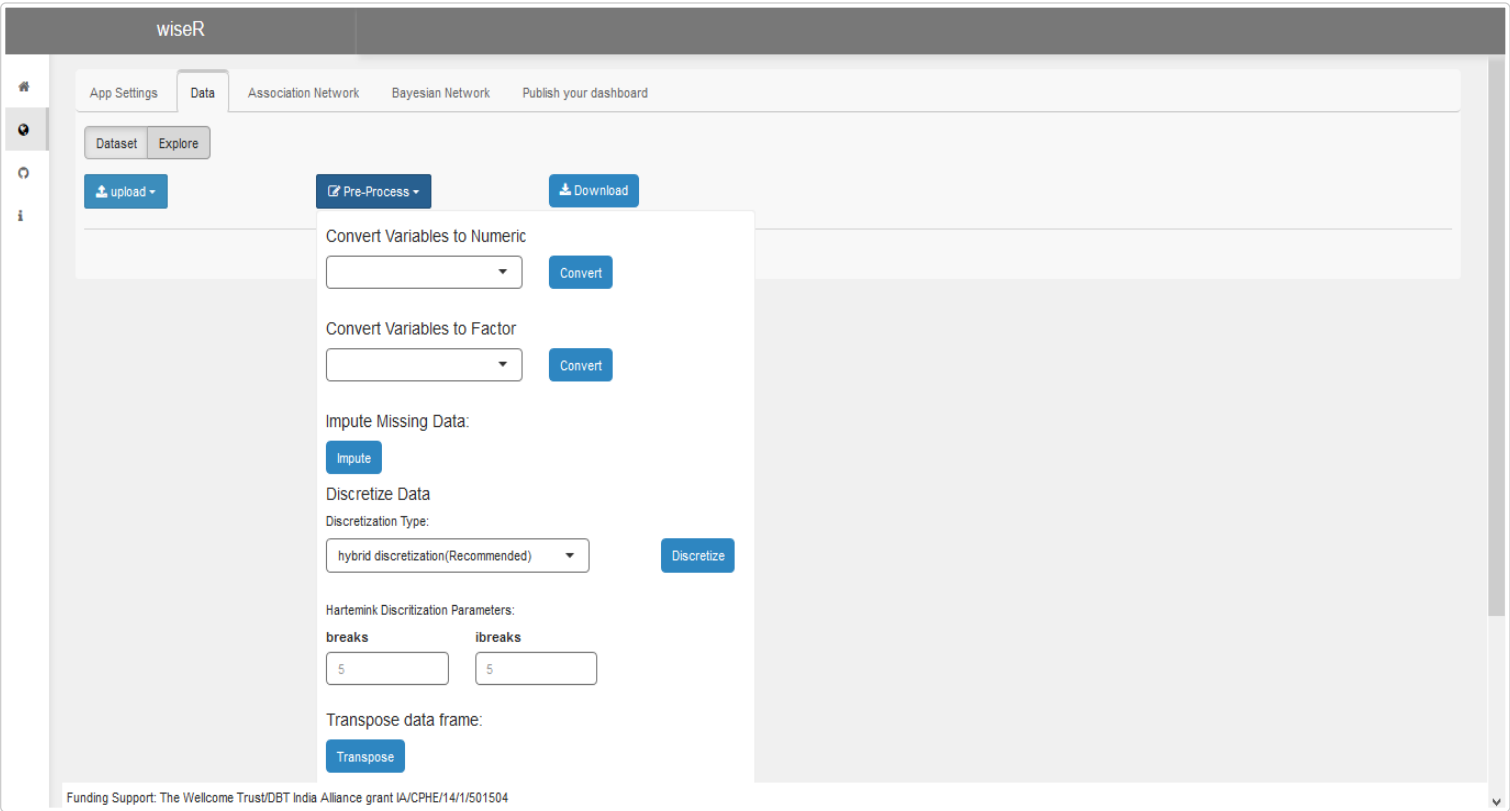 wiseR
App Settings Data Association Network Bayesian Network Publish your dashboard
Dataset Explore
upload Pre-Process Download
Convert Variables to Numeric
Convert
Convert Variables to Factor
Convert
Impute Missing Data:
Impute
Discretize Data
Discretization Type:
hybrid discretization(Recommended) Discretize
Hartemink Discritization Parameters:
breaks ibreaks
5 5
Transpose data frame:
Transpose
Funding Support: The Wellcome Trust/DBT India Alliance grant IA/CPHE/14/1/501504